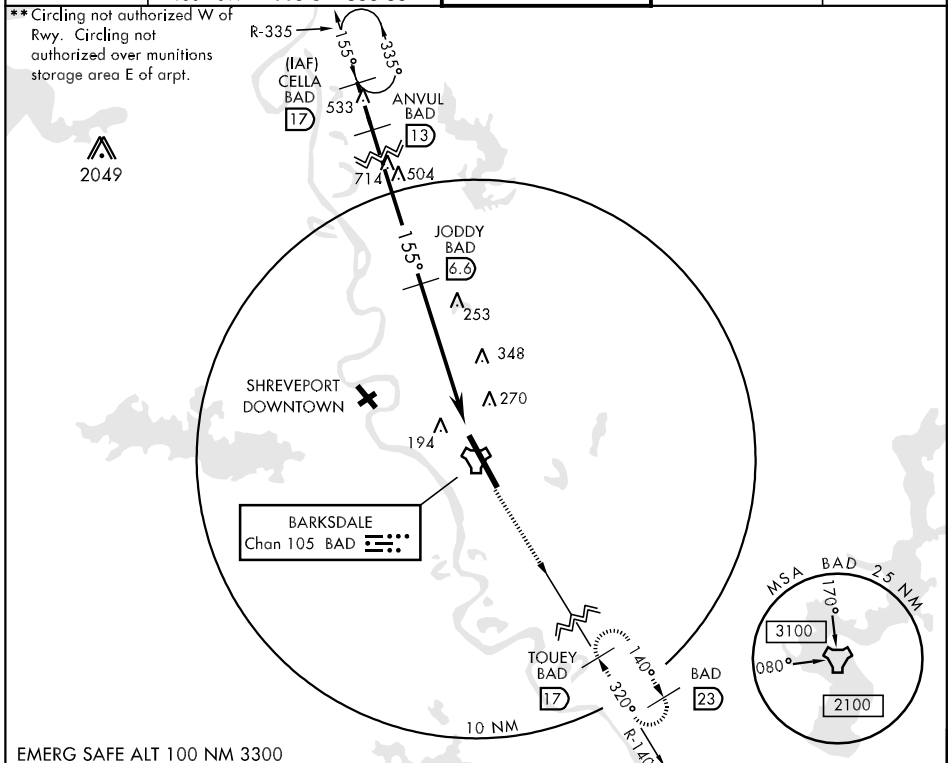 ** Circling not authorized W of
Rwy. Circling not
authorized over munitions
storage area E of arpt.
R-335
155°
335°
(IAF)
CELLA
BAD
17
533
ANVUL
BAD
13
2049
714
504
155°
JODDY
BAD
6.6
253
348
270
SHREVEPORT
DOWNTOWN
194
BARKSDALE
Chan 105 BAD
MSA BAD 25 NM
170°
3100
080°
2100
TOUEY
BAD
17
140°
320°
BAD
23
R-140
10 NM
EMERG SAFE ALT 100 NM 3300